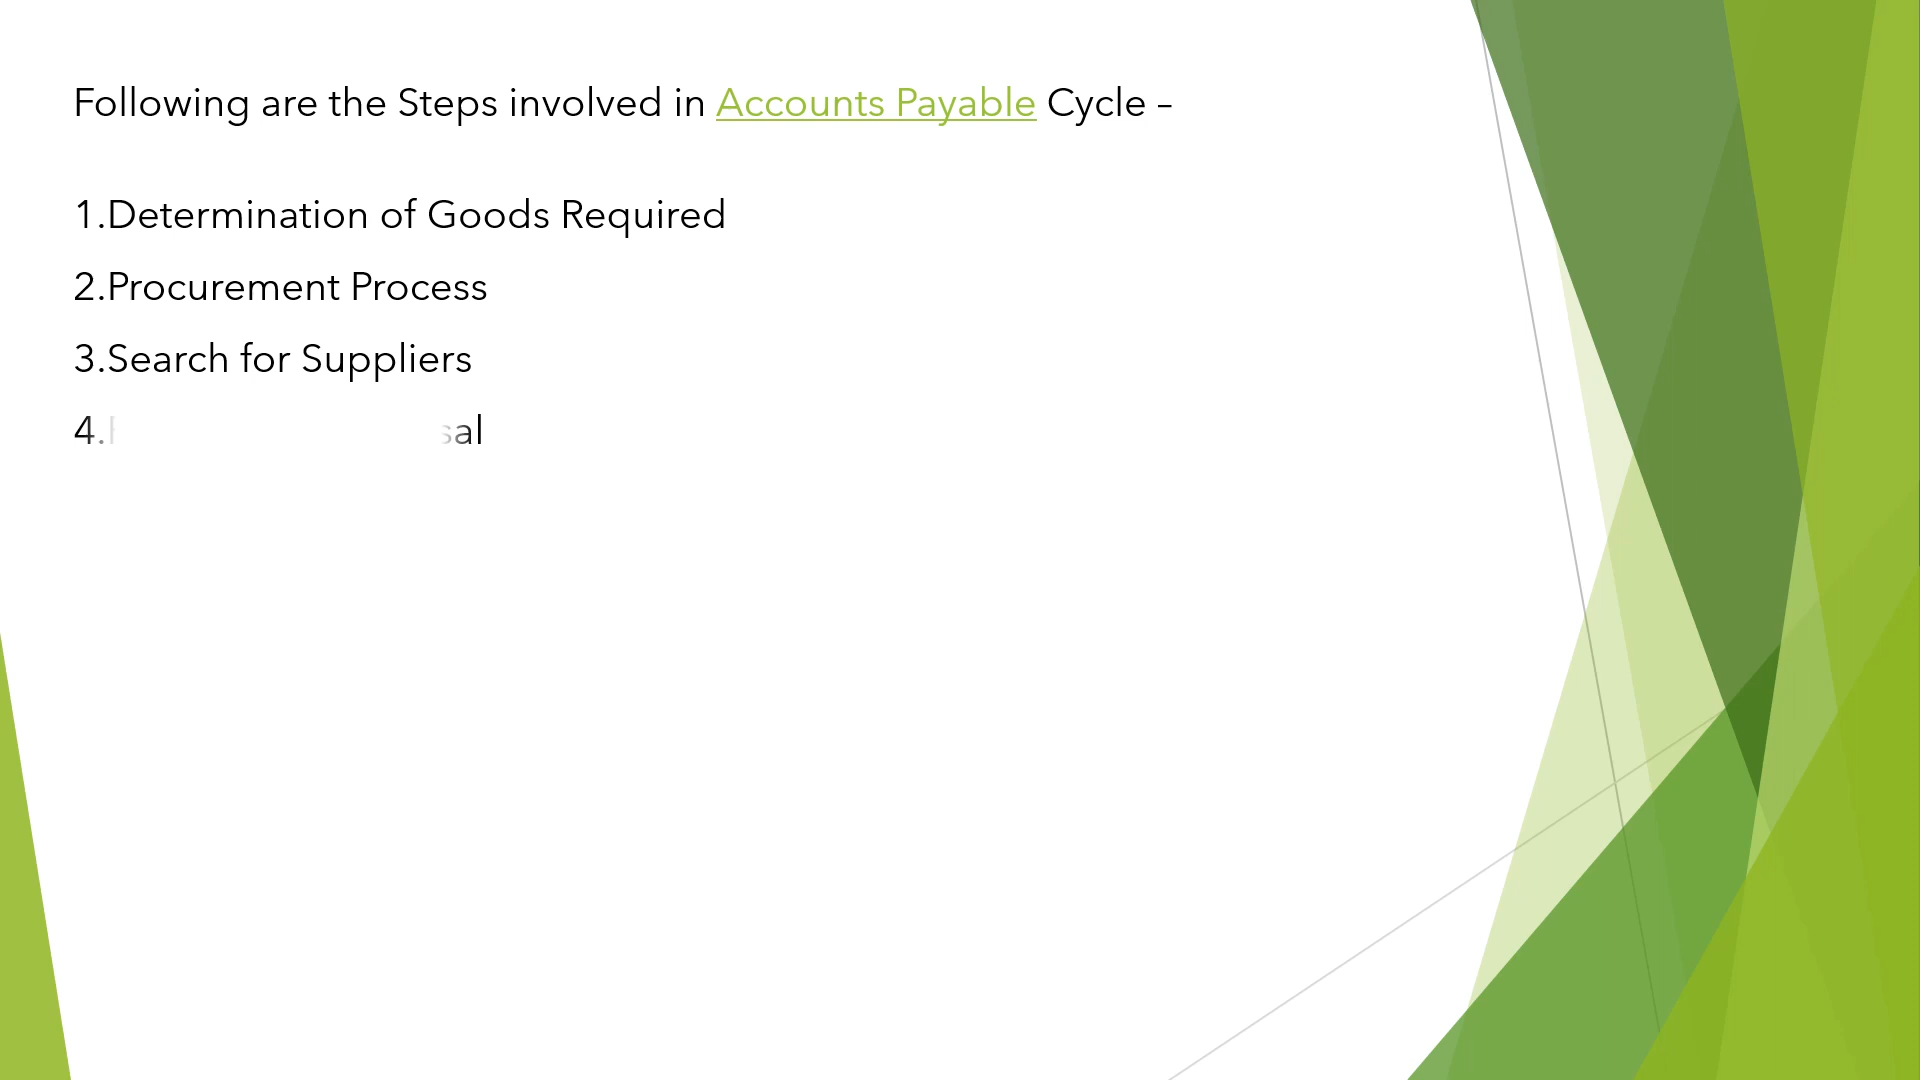 Following are the Steps involved in Accounts Payable Cycle –
1.Determination of Goods Required
2.Procurement Process
3.Search for Suppliers
4.